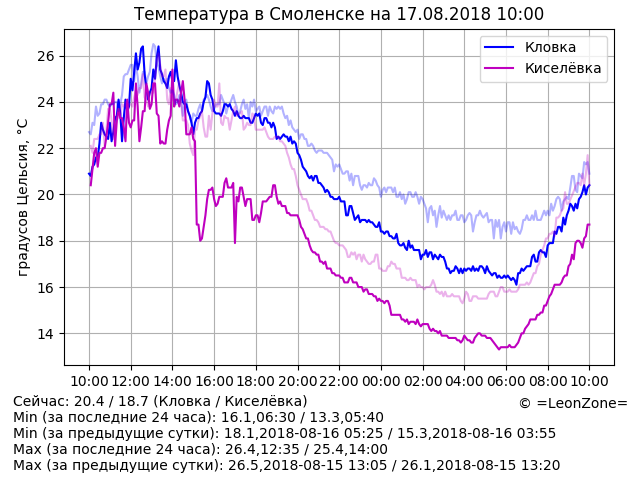 Температура в Смоленске на 17.08.2018 10:00
Кловка
Киселёвка
градусов Цельсия, °C
26
24
22
20
18
16
14
10:00 12:00 14:00 16:00 18:00 20:00 22:00 00:00 02:00 04:00 06:00 08:00 10:00
Сейчас: 20.4 / 18.7 (Кловка / Киселёвка)
© =LeonZone=
Min (за последние 24 часа): 16.1,06:30 / 13.3,05:40
Min (за предыдущие сутки): 18.1,2018-08-16 05:25 / 15.3,2018-08-16 03:55
Max (за последние 24 часа): 26.4,12:35 / 25.4,14:00
Max (за предыдущие сутки): 26.5,2018-08-15 13:05 / 26.1,2018-08-15 13:20